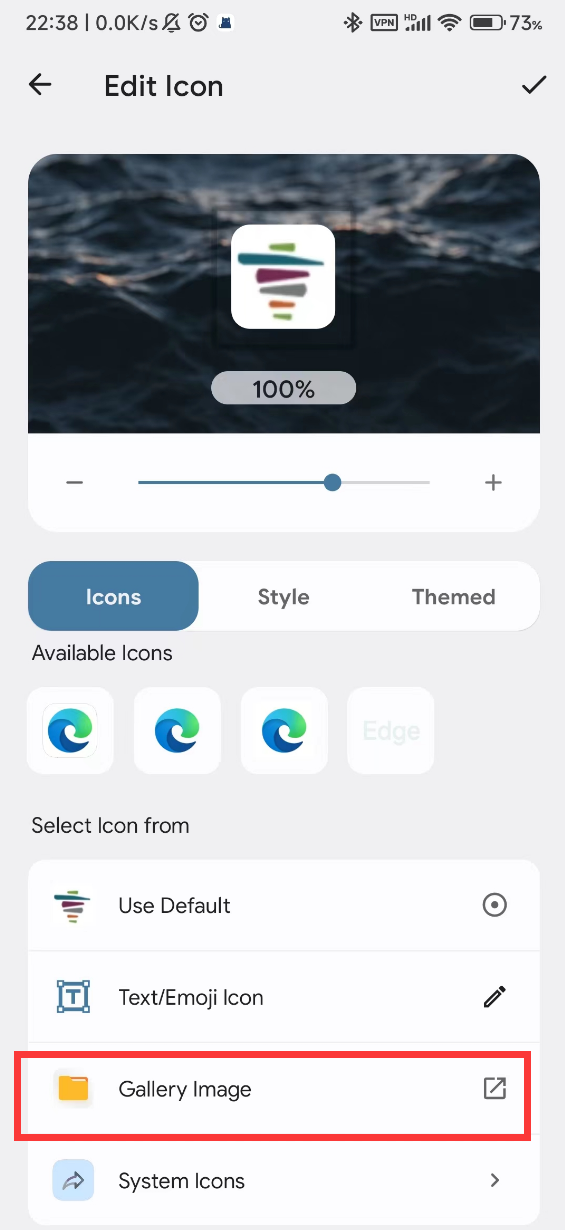 22:38 | 0.0K/s VPN HD 73%
Edit Icon
100%
Icons Style Themed
Available Icons
Edge
Select Icon from
Use Default
T Text/Emoji Icon
Gallery Image
System Icons